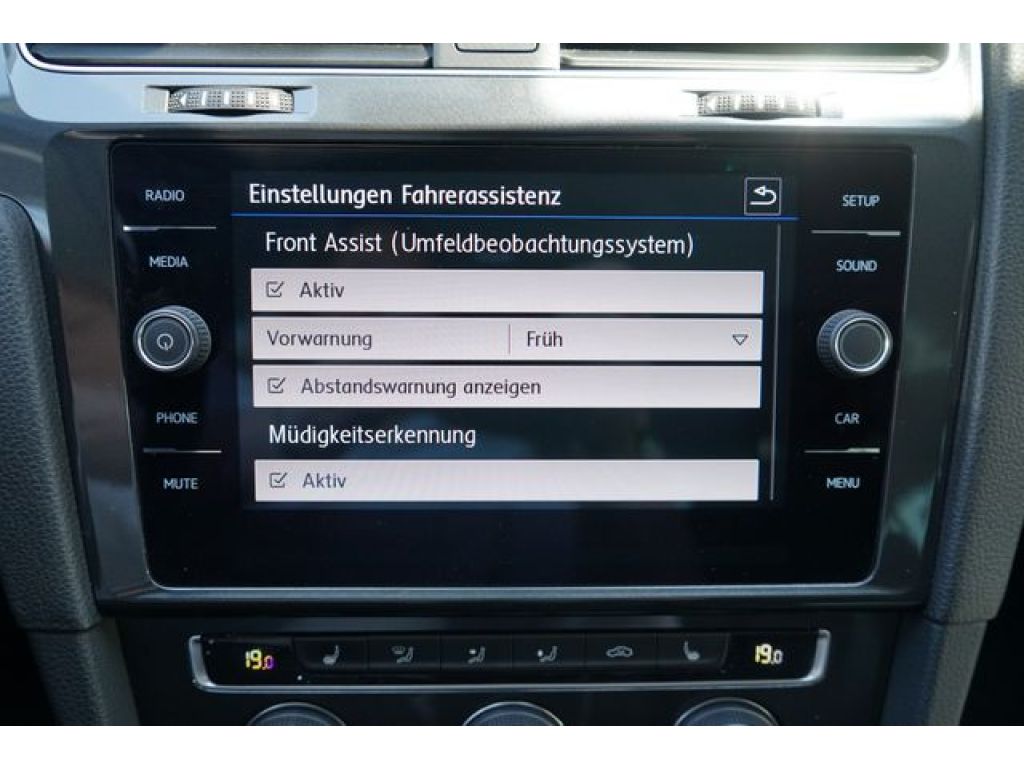 RADIO
Einstellungen Fahrerassistenz
SETUP
Front Assist (Umfeldbeobachtungssystem)
MEDIA
SOUND
Aktiv
Vorwarnung Früh
Abstandswarnung anzeigen
PHONE
CAR
Müdigkeitserkennung
MUTE
Aktiv
MENU
19.0 19.0